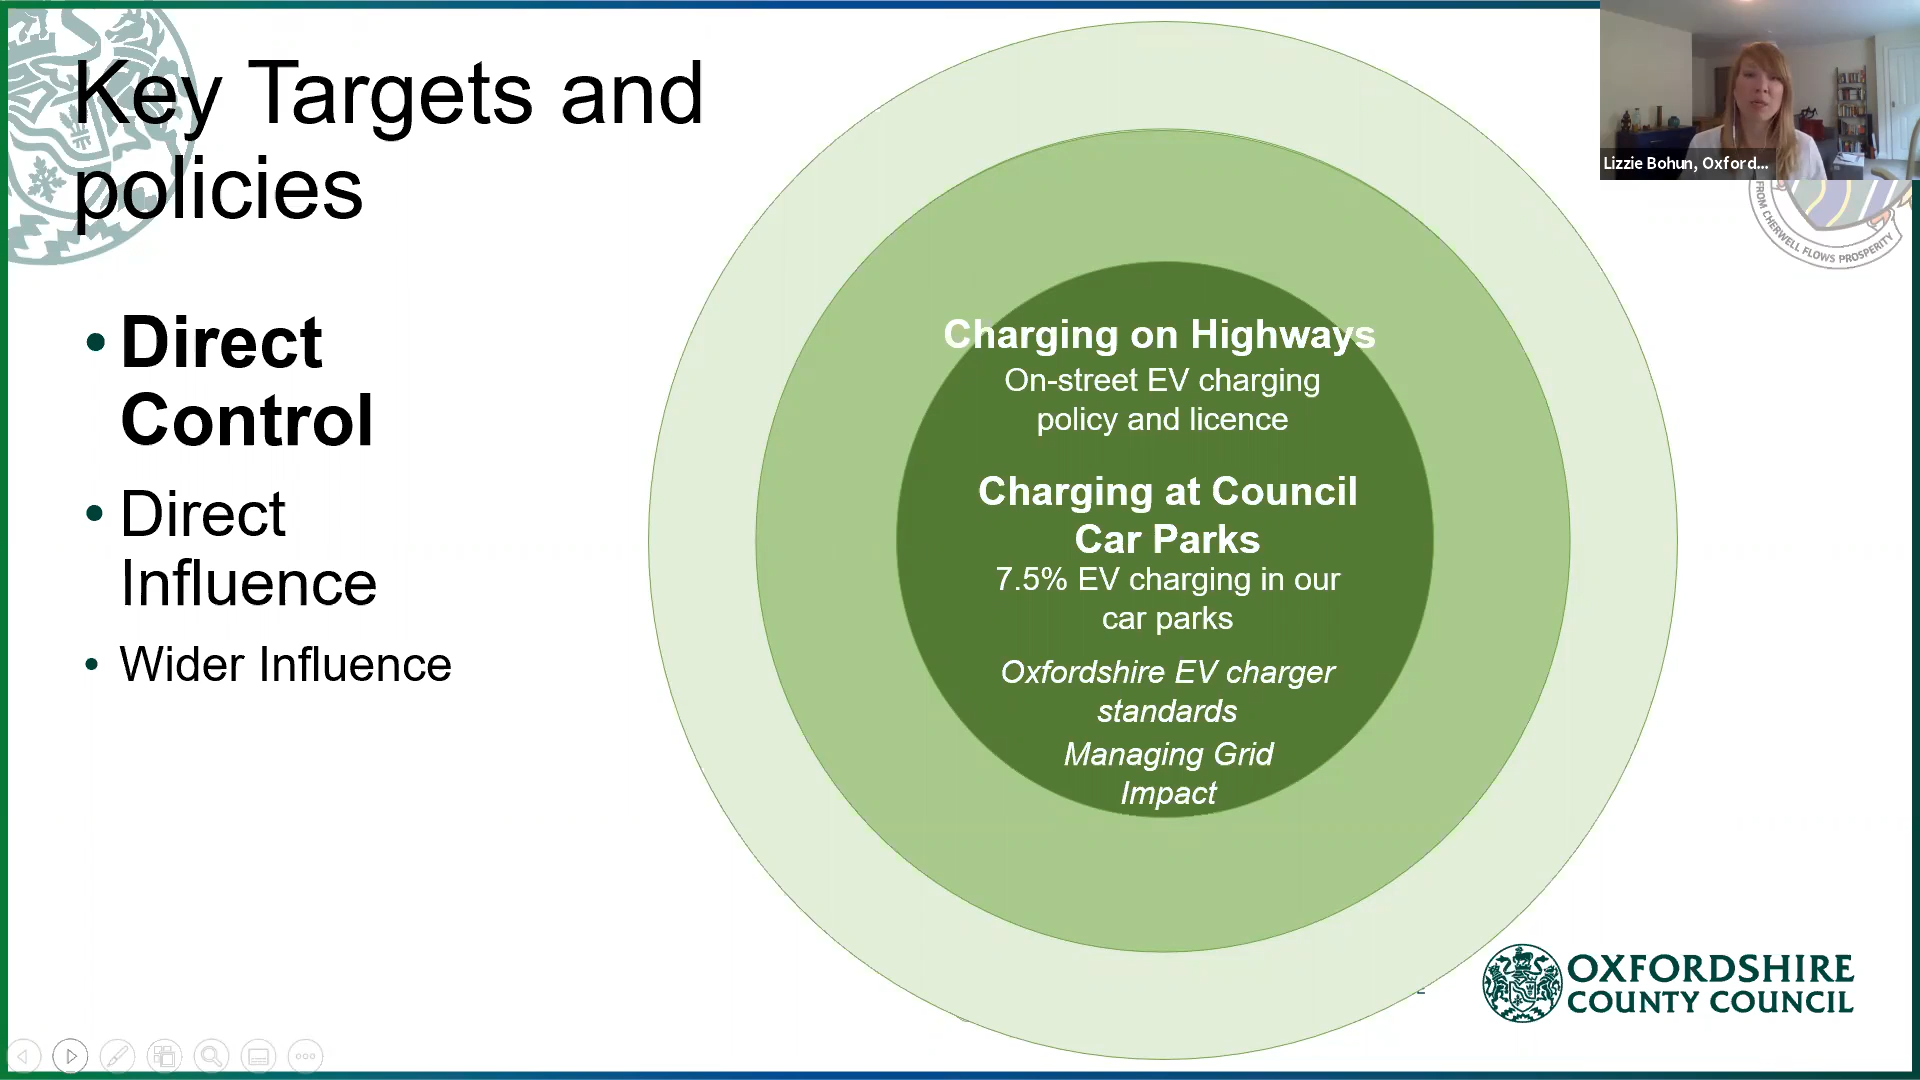 Key Targets and
policies
• Direct
Control
• Direct
Influence
• Wider Influence
Charging on Highways
On-street EV charging
policy and licence
Charging at Council
Car Parks
7.5% EV charging in our
car parks
Oxfordshire EV charger
standards
Managing Grid
Impact
Lizzie Bohun, Oxford...
FROM CHERWELL FLOWS PROSPERITY
OXFORDSHIRE
COUNTY COUNCIL